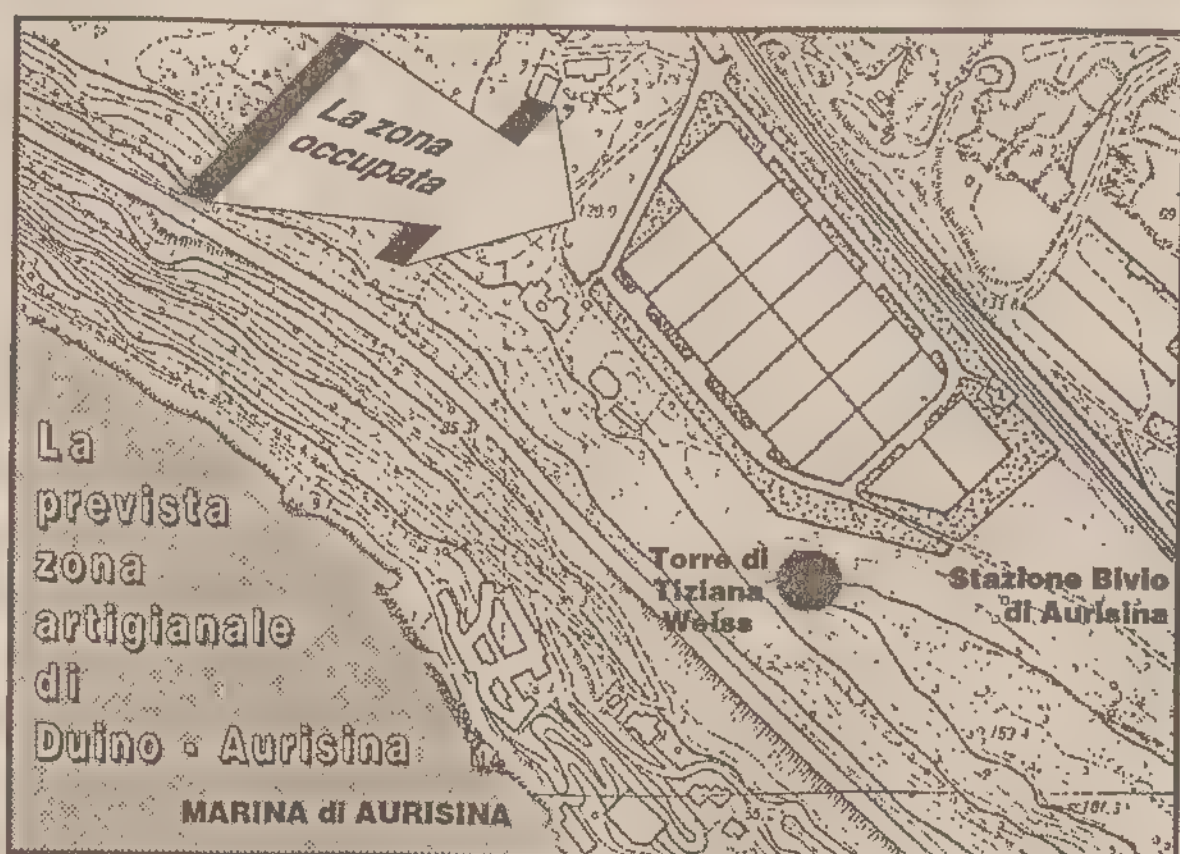 La zona
occupata
La
prevista
zona
artigianale
di
Duino - Aurisina
Torre di
Tiziana
Weiss
Stazione Bivio
di Aurisina
MARINA di AURISINA